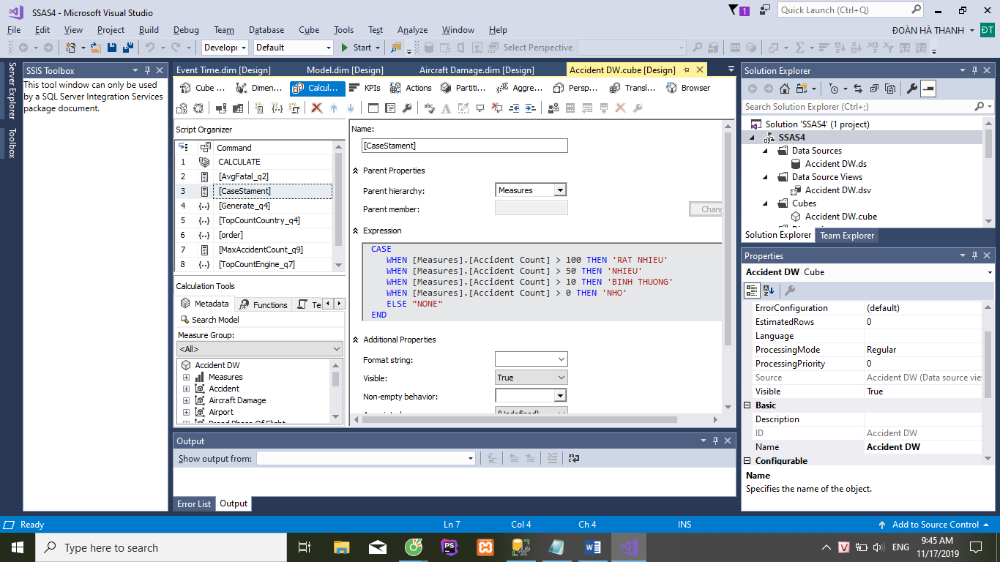 SSAS4 - Microsoft Visual Studio
1
Quick Launch (Ctrl+Q)
File Edit View Project Build Debug Team Database Cube Tools Test Analyze Window Help
ĐOÀN HÀ THANH ĐT
Develop Default Start Select Perspective
Server Explorer
Toolbox
SSIS Toolbox
This tool window can only be used
by a SQL Server Integration Services
package document.
Event Time.dim [Design] Model.dim [Design] Aircraft Damage.dim [Design] Accident DW.cube [Design]
Cube ... Dimen... Calcul... KPIs Actions Partiti... Aggre... Persp... Transl... Browser
Script Organizer
Command
1 CALCULATE
2 [AvgFatal_q2]
3 [CaseStament]
4 [Generate_q4]
5 [TopCountCountry_q4]
6 [order]
7 [MaxAccidentCount_q9]
8 [TopCountEngine_q7]
Calculation Tools
Metadata Functions Te
Search Model
Measure Group:
<All>
Accident DW
Measures
Accident
Aircraft Damage
Airport
Broad Phase Of Flight
Name:
[CaseStament]
Parent Properties
Parent hierarchy: Measures
Parent member: Chang
Expression
CASE
WHEN [Measures].[Accident Count] > 100 THEN 'RAT NHIEU'
WHEN [Measures].[Accident Count] > 50 THEN 'NHIEU'
WHEN [Measures].[Accident Count] > 10 THEN 'BINH THUONG'
WHEN [Measures].[Accident Count] > 0 THEN 'NHO'
ELSE "NONE"
END
Additional Properties
Format string:
Visible: True
Non-empty behavior:
(Undefined)
Output
Show output from:
Error List Output
Solution Explorer
Search Solution Explorer (Ctrl+;)
Solution 'SSAS4' (1 project)
SSAS4
Data Sources
Accident DW.ds
Data Source Views
Accident DW.dsv
Cubes
Accident DW.cube
Solution Explorer Team Explorer
Properties
Accident DW Cube
ErrorConfiguration (default)
EstimatedRows 0
Language
ProcessingMode Regular
ProcessingPriority 0
Source Accident DW (Data source vie
Visible True
Basic
Description
ID Accident DW
Name Accident DW
Configurable
Name
Specifies the name of the object.
Ready Ln 7 Col 4 Ch 4 INS Add to Source Control
Type here to search
ENG
9:45 AM
11/17/2019